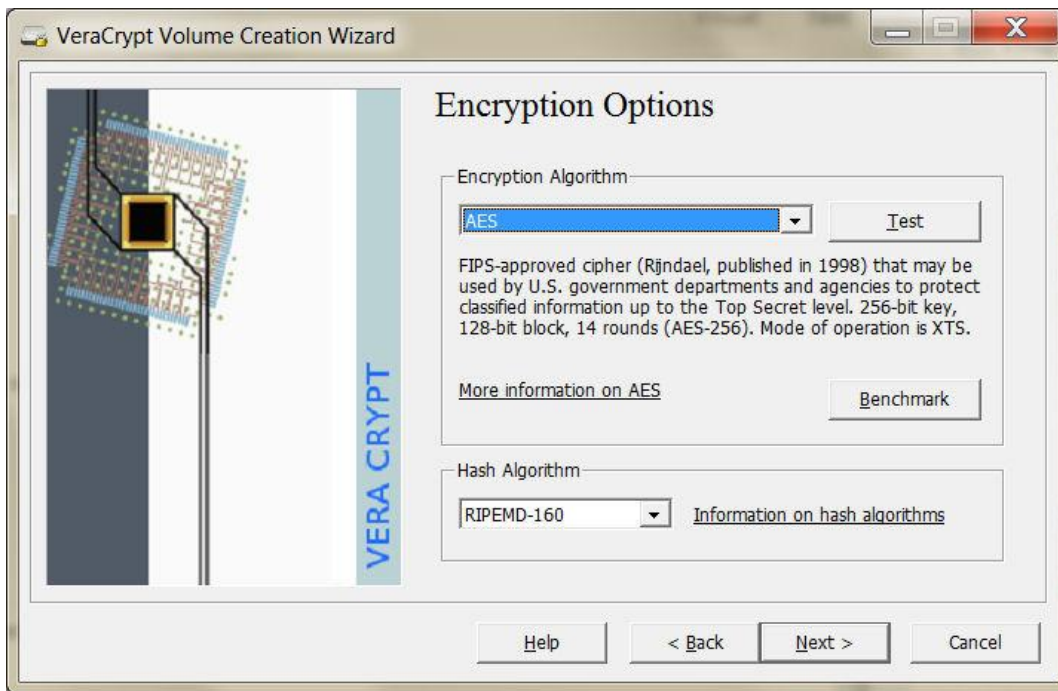 VeraCrypt Volume Creation Wizard
Encryption Options
Encryption Algorithm
AES
Test
FIPS-approved cipher (Rijndael, published in 1998) that may be
used by U.S. government departments and agencies to protect
classified information up to the Top Secret level. 256-bit key,
128-bit block, 14 rounds (AES-256). Mode of operation is XTS.
More information on AES
Benchmark
VERA CRYPT
Hash Algorithm
RIPEMD-160
Information on hash algorithms
Help
< Back
Next >
Cancel